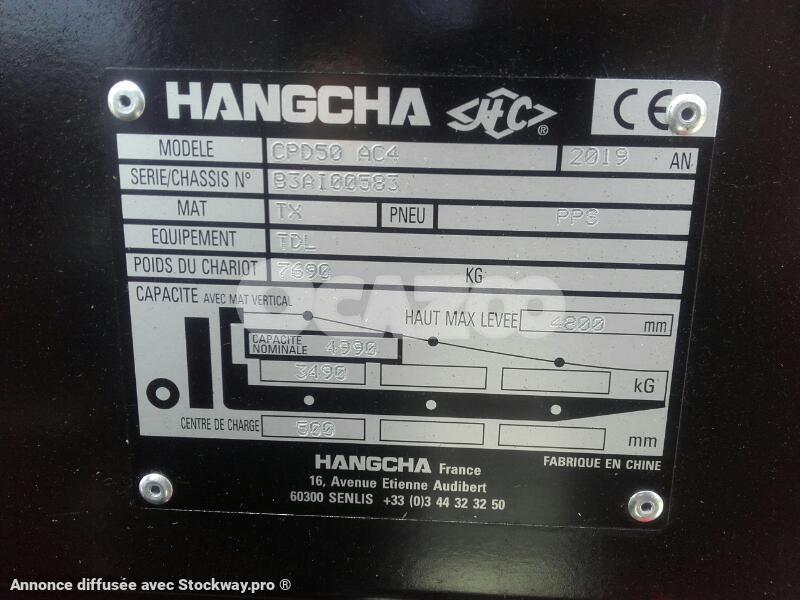 HANGCHA <HC>® CE
MODELE CPD50 AC4 2019 AN
SERIE/CHASSIS N° B3AI00583
MAT TX PNEU PPS
EQUIPEMENT TDL
POIDS DU CHARIOT 7690 KG
OCAZOO
CAPACITE AVEC MAT VERTICAL
HAUT MAX LEVEE 4800 mm
CAPACITE NOMINALE 4990
3490 kG
CENTRE DE CHARGE 500 mm
HANGCHA France
FABRIQUE EN CHINE
16, Avenue Etienne Audibert
60300 SENLIS +33 (0)3 44 32 32 50
Annonce diffusée avec Stockway.pro ®